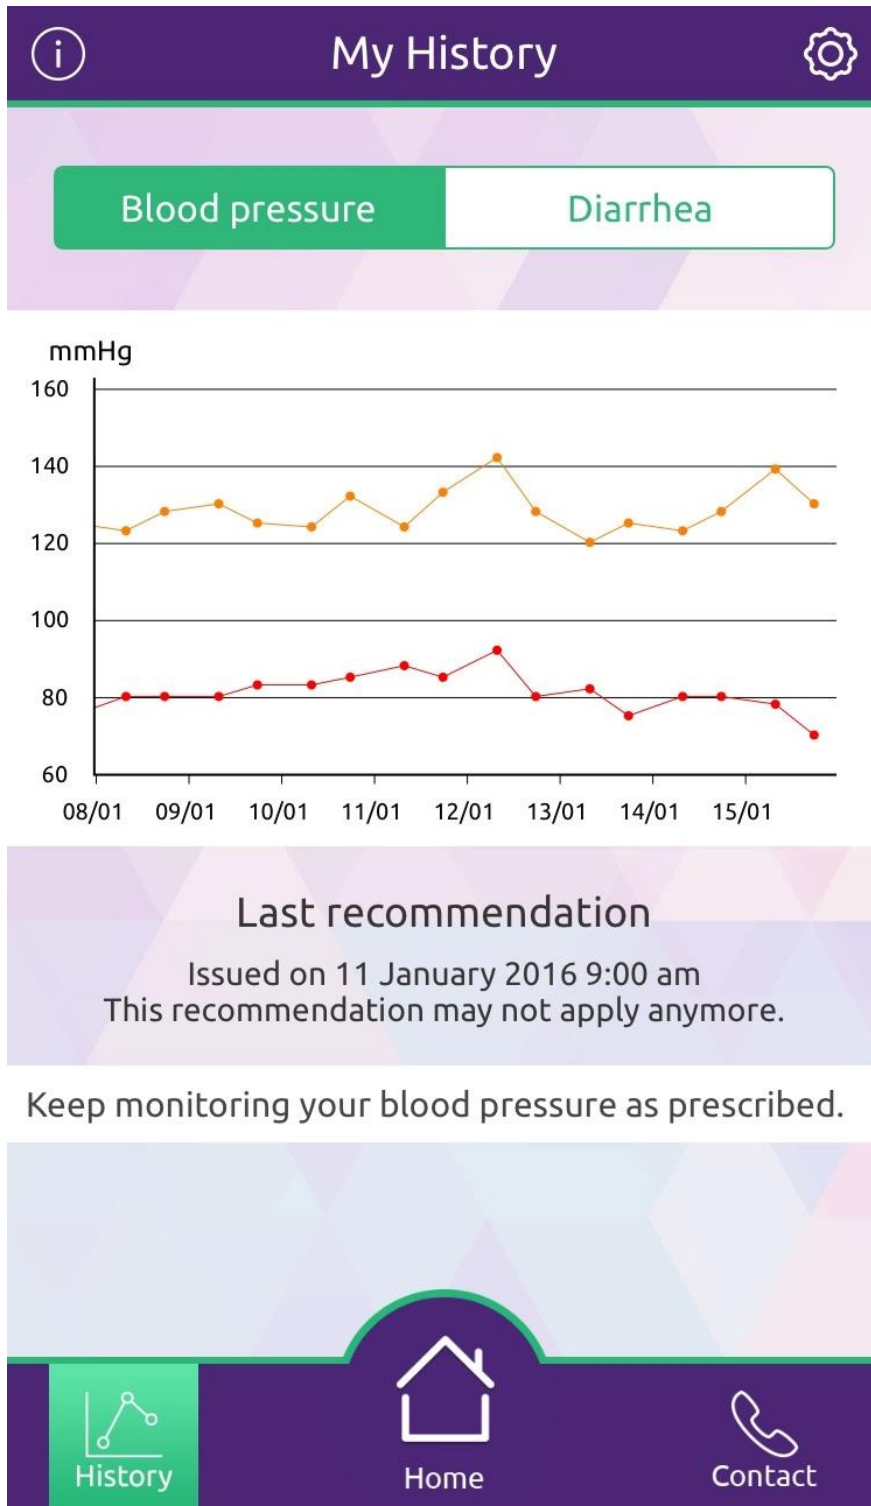 i
My History
Blood pressure
Diarrhea
mmHg
160
140
120
100
80
60
08/01 09/01 10/01 11/01 12/01 13/01 14/01 15/01
Last recommendation
Issued on 11 January 2016 9:00 am
This recommendation may not apply anymore.
Keep monitoring your blood pressure as prescribed.
History
Home
Contact